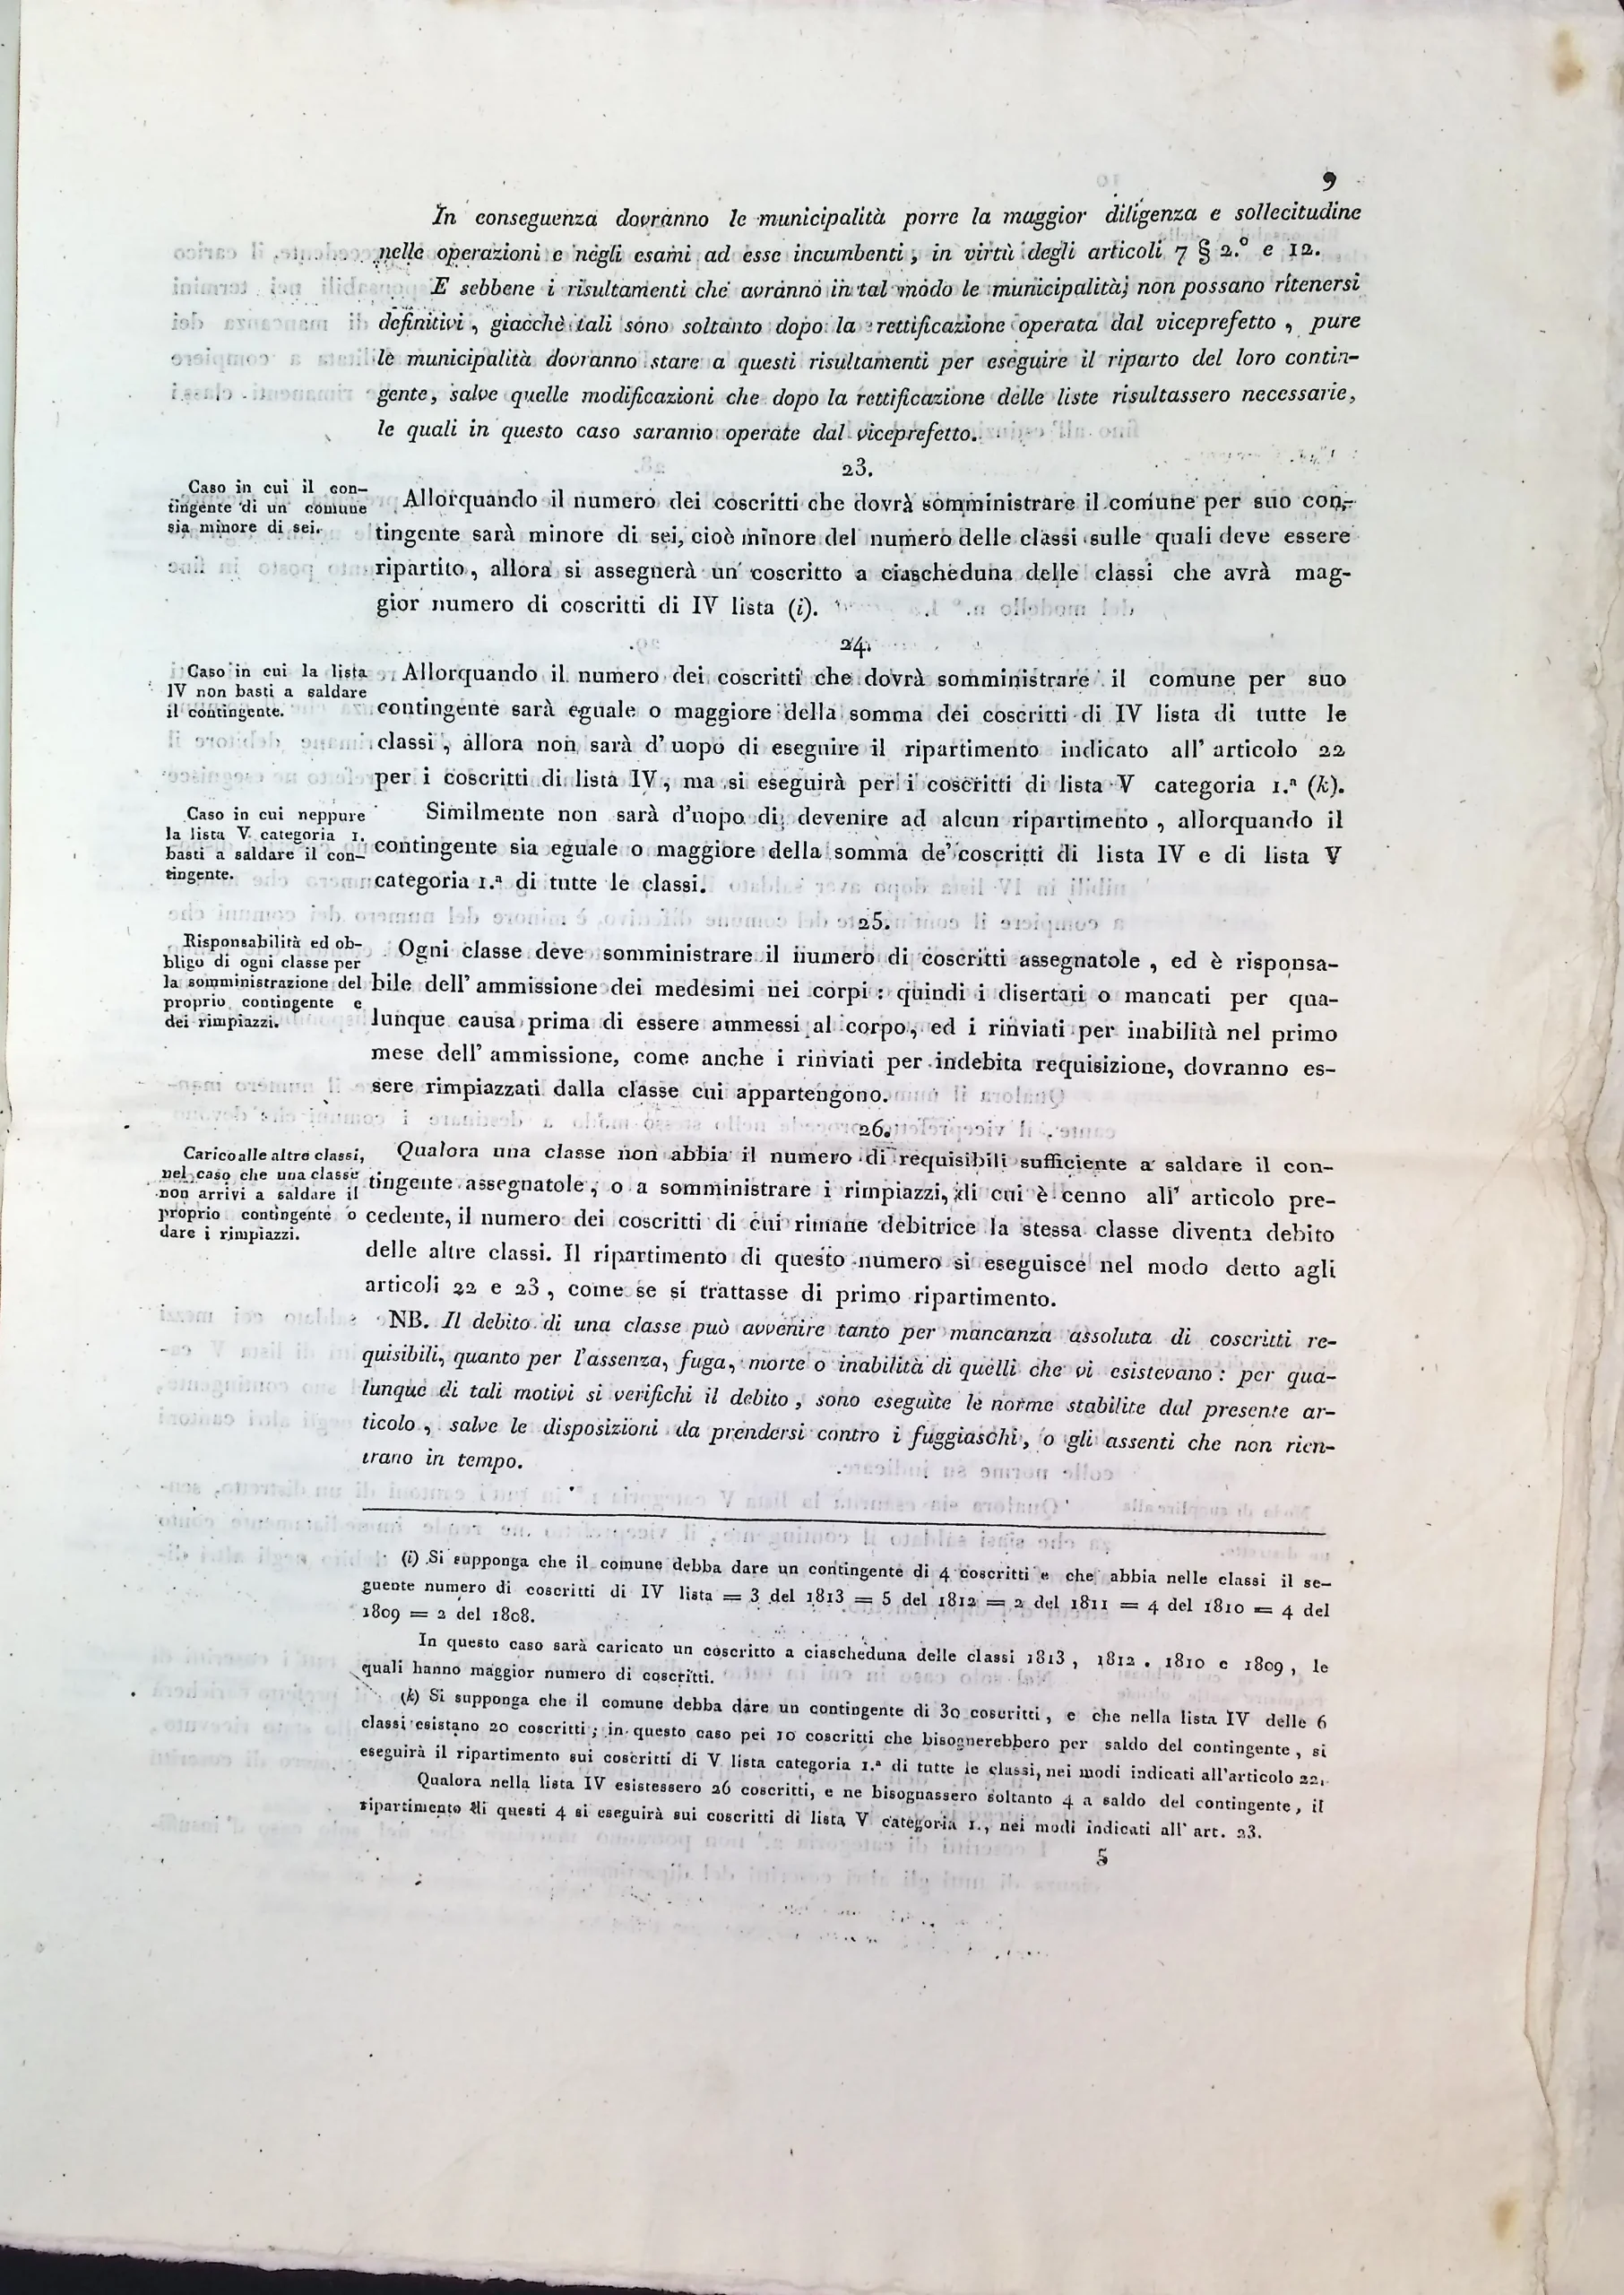 9
In conseguenza dovranno le municipalità porre la maggior diligenza e sollecitudine
nelle operazioni e negli esami ad esse incumbenti, in virtù degli articoli 7 § 2.° e 12.
E sebbene i risultamenti che avranno in tal modo le municipalità, non possano ritenersi
definitivi, giacchè tali sono soltanto dopo la rettificazione operata dal viceprefetto, pure
le municipalità dovranno stare a questi risultamenti per eseguire il riparto del loro contin-
gente, salve quelle modificazioni che dopo la rettificazione delle liste risultassero necessarie,
le quali in questo caso saranno operate dal viceprefetto.
23.
Caso in cui il con-
tingente di un comune
sia minore di sei.
Allorquando il numero dei coscritti che dovrà somministrare il comune per suo con-
tingente sarà minore di sei, cioè minore del numero delle classi sulle quali deve essere
ripartito, allora si assegnerà un coscritto a ciascheduna delle classi che avrà mag-
gior numero di coscritti di IV lista (i).
24.
Caso in cui la lista
IV non basti a saldare
il contingente.
Allorquando il numero dei coscritti che dovrà somministrare il comune per suo
contingente sarà eguale o maggiore della somma dei coscritti di IV lista di tutte le
classi, allora non sarà d' uopo di eseguire il ripartimento indicato all' articolo 22
per i coscritti di lista IV, ma si eseguirà per i coscritti di lista V categoria 1.ª (k).
Caso in cui neppure
la lista V categoria 1.
basti a saldare il con-
tingente.
Similmente non sarà d'uopo di devenire ad alcun ripartimento, allorquando il
contingente sia eguale o maggiore della somma de' coscritti di lista IV e di lista V
categoria 1.ª di tutte le classi.
25.
Risponsabilità ed ob-
bligo di ogni classe per
la somministrazione del
proprio contingente e
dei rimpiazzi.
Ogni classe deve somministrare il numero di coscritti assegnatole, ed è risponsa-
bile dell' ammissione dei medesimi nei corpi : quindi i disertati o mancati per qua-
lunque causa prima di essere ammessi al corpo, ed i rinviati per inabilità nel primo
mese dell' ammissione, come anche i rinviati per indebita requisizione, dovranno es-
sere rimpiazzati dalla classe cui appartengono.
26.
Carico alle altre classi,
nel caso che una classe
non arrivi a saldare il
proprio contingente o
dare i rimpiazzi.
Qualora una classe non abbia il numero di requisibili sufficiente a saldare il con-
tingente assegnatole, o a somministrare i rimpiazzi, di cui è cenno all' articolo pre-
cedente, il numero dei coscritti di cui rimane debitrice la stessa classe diventa debito
delle altre classi. Il ripartimento di questo numero si eseguisce nel modo detto agli
articoli 22 e 23, come se si trattasse di primo ripartimento.
NB. Il debito di una classe può avvenire tanto per mancanza assoluta di coscritti re-
quisibili, quanto per l'assenza, fuga, morte o inabilità di quelli che vi esistevano : per qua-
lunque di tali motivi si verifichi il debito, sono eseguite le norme stabilite dal presente ar-
ticolo, salve le disposizioni da prendersi contro i fuggiaschi, o gli assenti che non rien-
trano in tempo.
(i) Si supponga che il comune debba dare un contingente di 4 coscritti e che abbia nelle classi il se-
guente numero di coscritti di IV lista = 3 del 1813 = 5 del 1812 = 2 del 1811 = 4 del 1810 = 4 del
1809 = 2 del 1808.
In questo caso sarà caricato un coscritto a ciascheduna delle classi 1813, 1812. 1810 e 1809, le
quali hanno maggior numero di coscritti.
(k) Si supponga che il comune debba dare un contingente di 30 coscritti, e che nella lista IV delle 6
classi esistano 20 coscritti; in questo caso pei 10 coscritti che bisognerebbero per saldo del contingente, si
eseguirà il ripartimento sui coscritti di V lista categoria 1.ª di tutte le classi, nei modi indicati all'articolo 22.
Qualora nella lista IV esistessero 26 coscritti, e ne bisognassero soltanto 4 a saldo del contingente, il
ripartimento di questi 4 si eseguirà sui coscritti di lista V categoria 1., nei modi indicati all' art. 23.
5